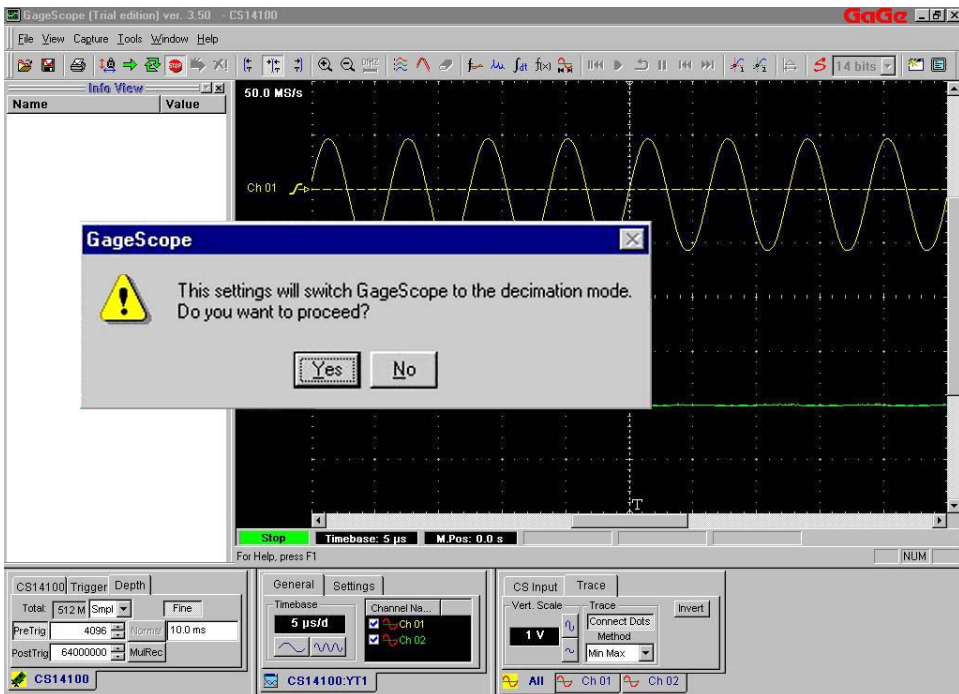 GageScope (Trial edition) ver. 3.50 - CS14100
GaGe
File View Capture Tools Window Help
14 bits
Info View
Name Value
50.0 MS/s
Ch 01
GageScope
This settings will switch GageScope to the decimation mode.
Do you want to proceed?
Yes No
T
Stop Timebase: 5 µs M.Pos: 0.0 s
For Help, press F1
NUM
CS14100 Trigger Depth
Total: 512 M Smpl Fine
PreTrig 4096 Normal 10.0 ms
PostTrig 64000000 MulRec
CS14100
General Settings
Timebase
5 µs/d
Channel Na...
Ch 01
Ch 02
CS14100:YT1
CS Input Trace
Vert. Scale Trace Invert
1 V
Connect Dots
Method
Min Max
All Ch 01 Ch 02